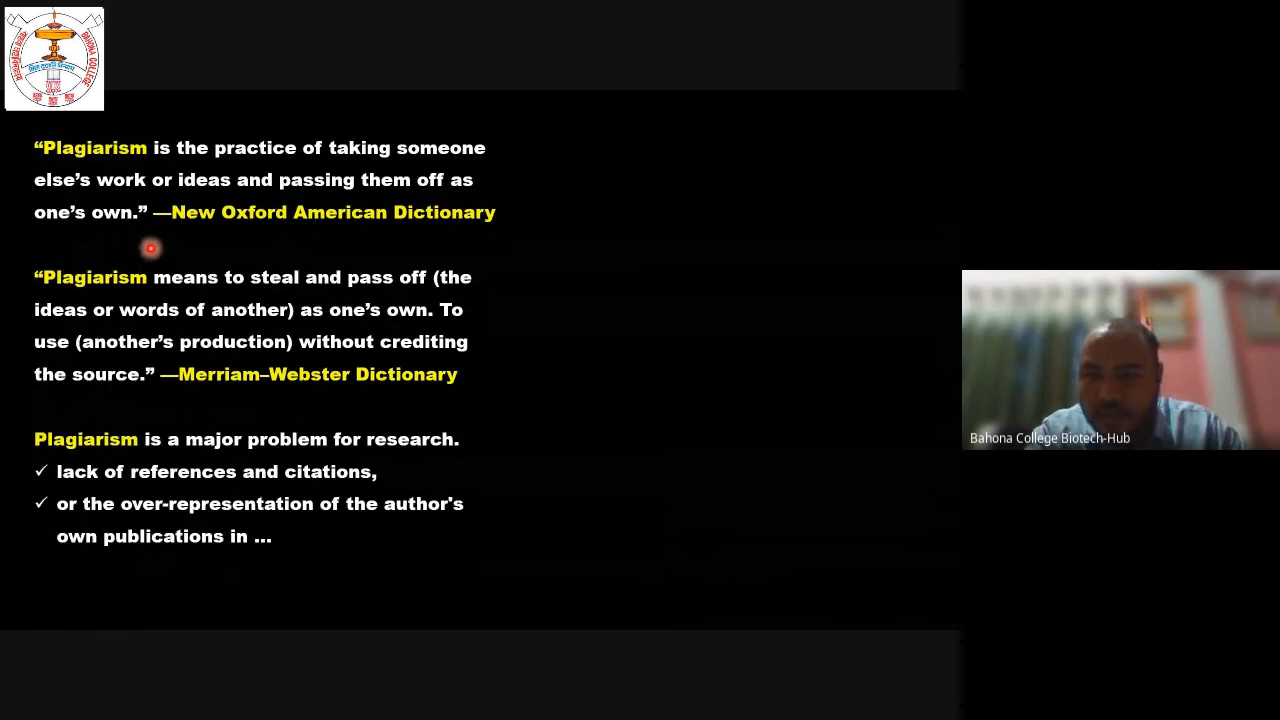 BAHONA COLLEGE
“Plagiarism is the practice of taking someone
else’s work or ideas and passing them off as
one’s own.” —New Oxford American Dictionary
“Plagiarism means to steal and pass off (the
ideas or words of another) as one’s own. To
use (another’s production) without crediting
the source.” —Merriam–Webster Dictionary
Plagiarism is a major problem for research.
✓ lack of references and citations,
✓ or the over-representation of the author's
own publications in ...
Bahona College Biotech-Hub